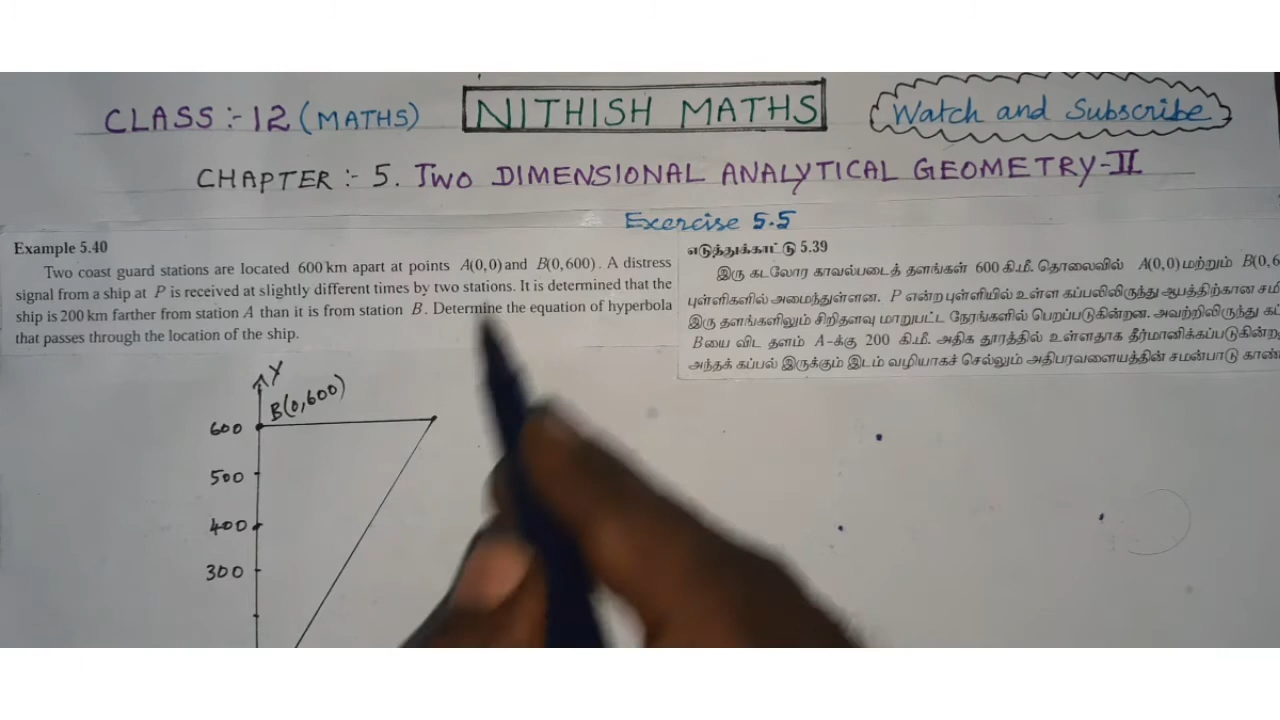 CLASS :- 12 (MATHS)
NITHISH MATHS
Watch and Subscribe
CHAPTER :- 5. TWO DIMENSIONAL ANALYTICAL GEOMETRY-II
Exercise 5.5
Example 5.40
Two coast guard stations are located 600 km apart at points A(0,0) and B(0,600). A distress
signal from a ship at P is received at slightly different times by two stations. It is determined that the
ship is 200 km farther from station A than it is from station B. Determine the equation of hyperbola
that passes through the location of the ship.
எடுத்துக்காட்டு 5.39
இரு கடலோர காவல்படைத் தளங்கள் 600 கி.மீ. தொலைவில் A(0,0) மற்றும் B(0,6
புள்ளிகளில் அமைந்துள்ளன. P என்ற புள்ளியில் உள்ள கப்பலிலிருந்து ஆபத்திற்கான சமி
இரு தளங்களிலும் சிறிதளவு மாறுபட்ட நேரங்களில் பெறப்படுகின்றன. அவற்றிலிருந்து கப்
Bயை விட தளம் A-க்கு 200 கி.மீ. அதிக தூரத்தில் உள்ளதாக தீர்மானிக்கப்படுகின்ற
அந்தக் கப்பல் இருக்கும் இடம் வழியாகச் செல்லும் அதிபரவளையத்தின் சமன்பாடு காண்
Y
B(0,600)
600
500
400
300